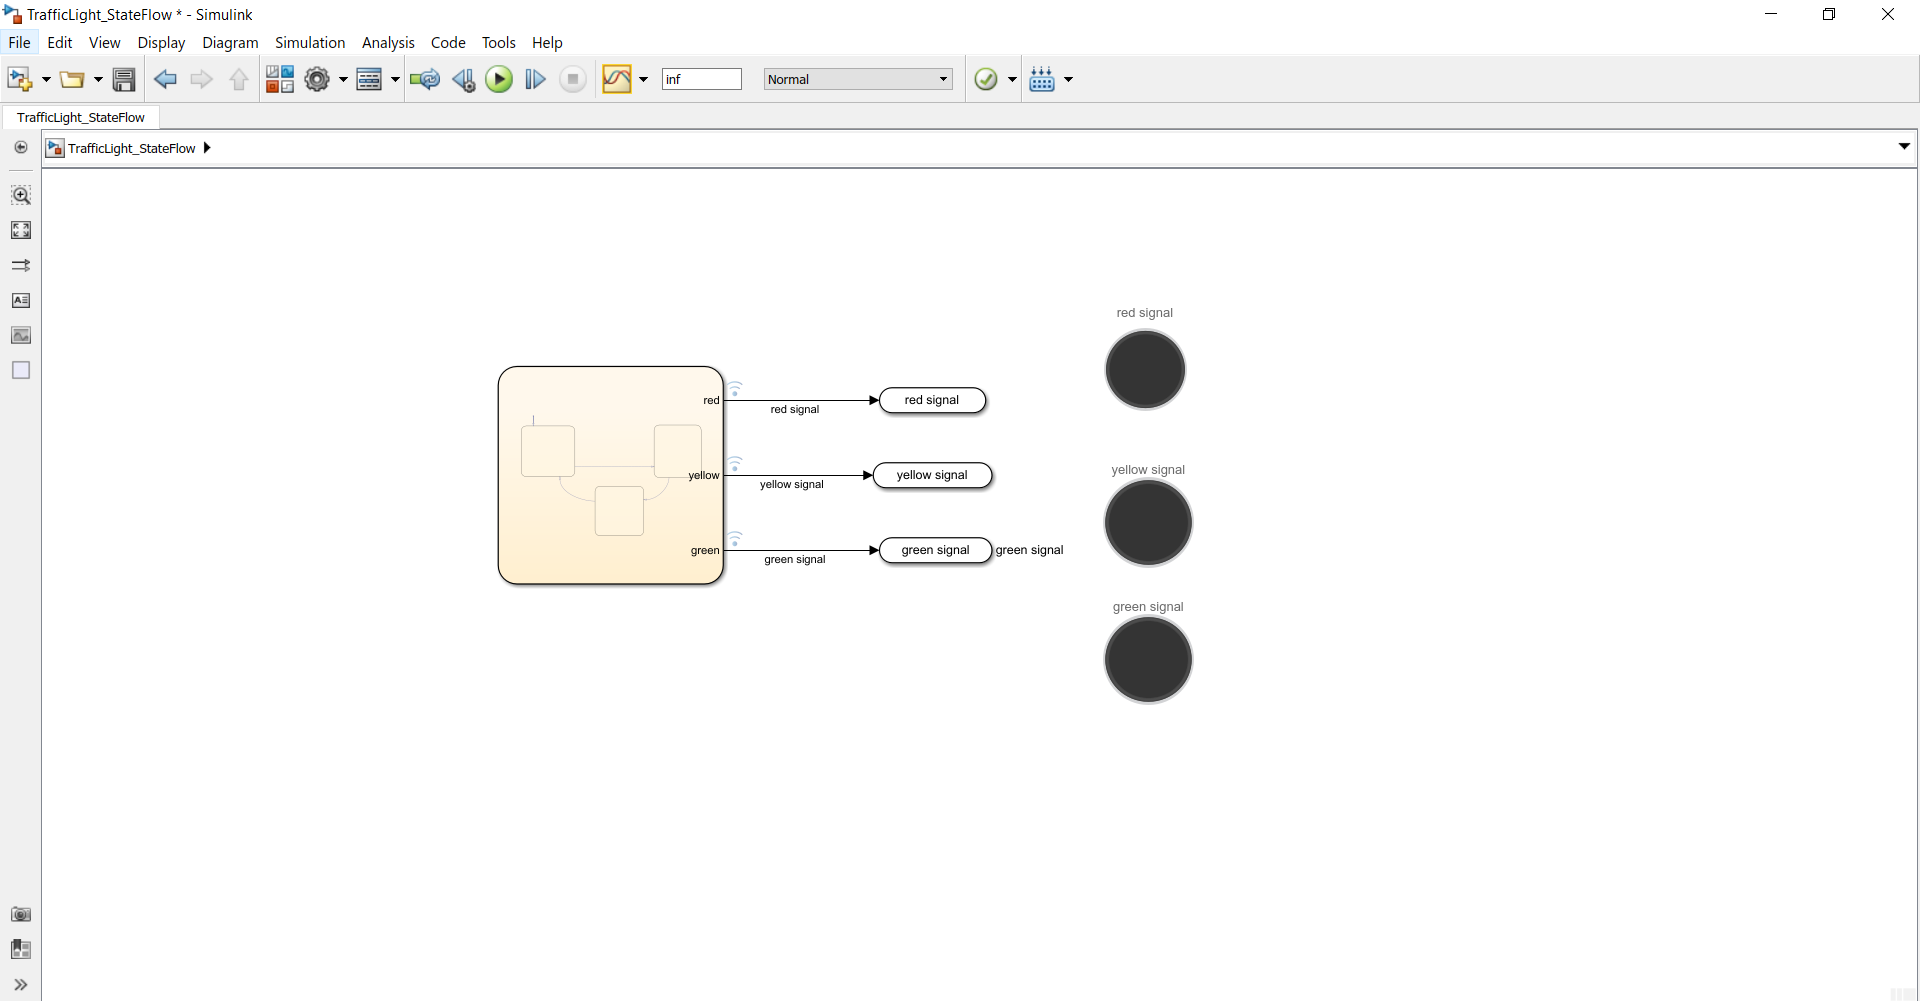 TrafficLight_StateFlow * - Simulink
File Edit View Display Diagram Simulation Analysis Code Tools Help
inf Normal
TrafficLight_StateFlow
TrafficLight_StateFlow
red signal
red
red signal
red signal
yellow signal
yellow
yellow signal
yellow signal
green
green signal
green signal green signal
green signal